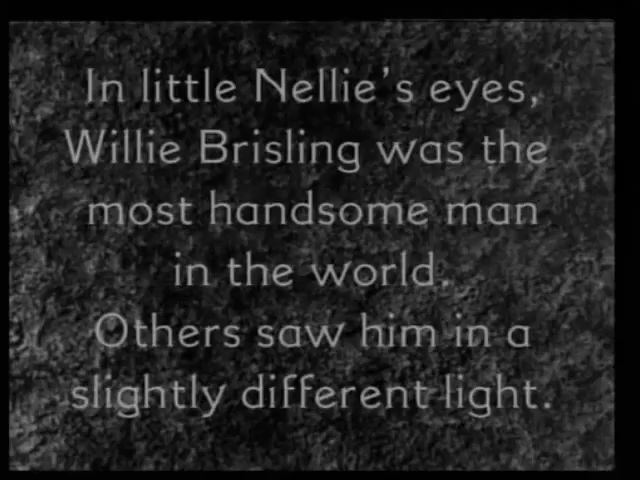 In little Nellie's eyes,
Willie Brisling was the
most handsome man
in the world.
Others saw him in a
slightly different light.